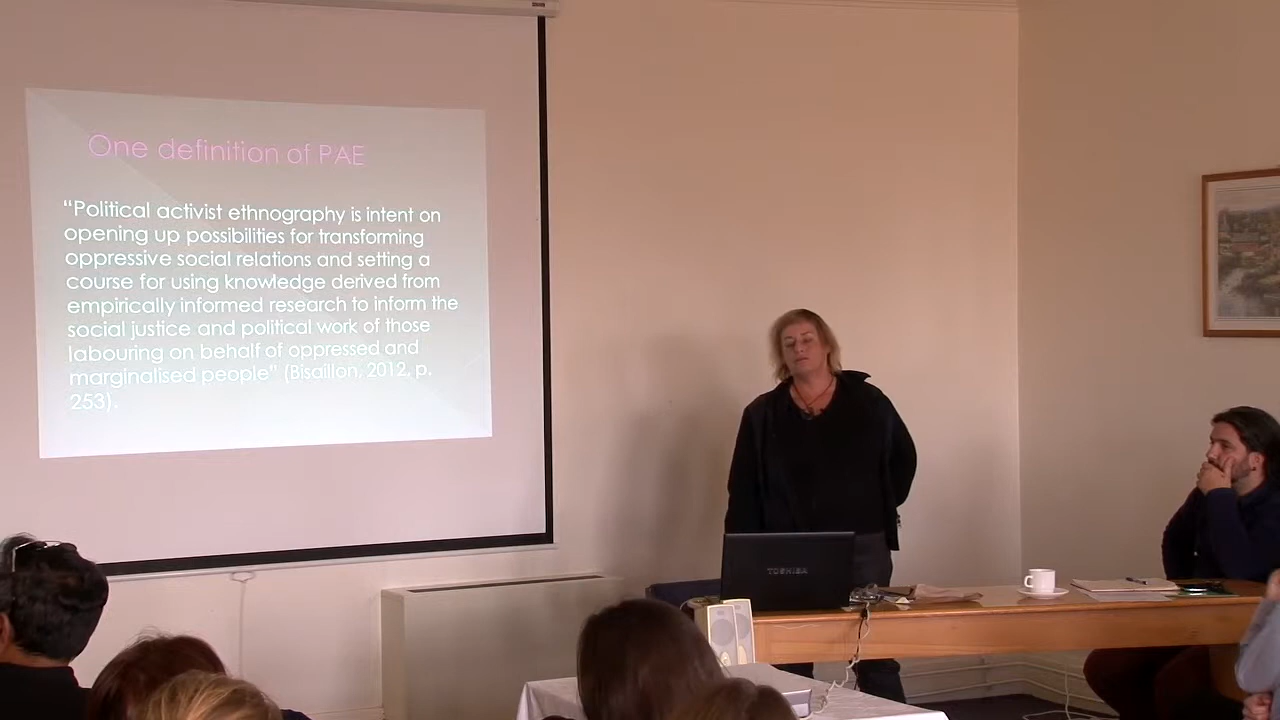 One definition of PAE
“Political activist ethnography is intent on
opening up possibilities for transforming
oppressive social relations and setting a
course for using knowledge derived from
empirically informed research to inform the
social justice and political work of those
labouring on behalf of oppressed and
marginalised people” (Bisaillon, 2012, p.
253).
TOSHIBA